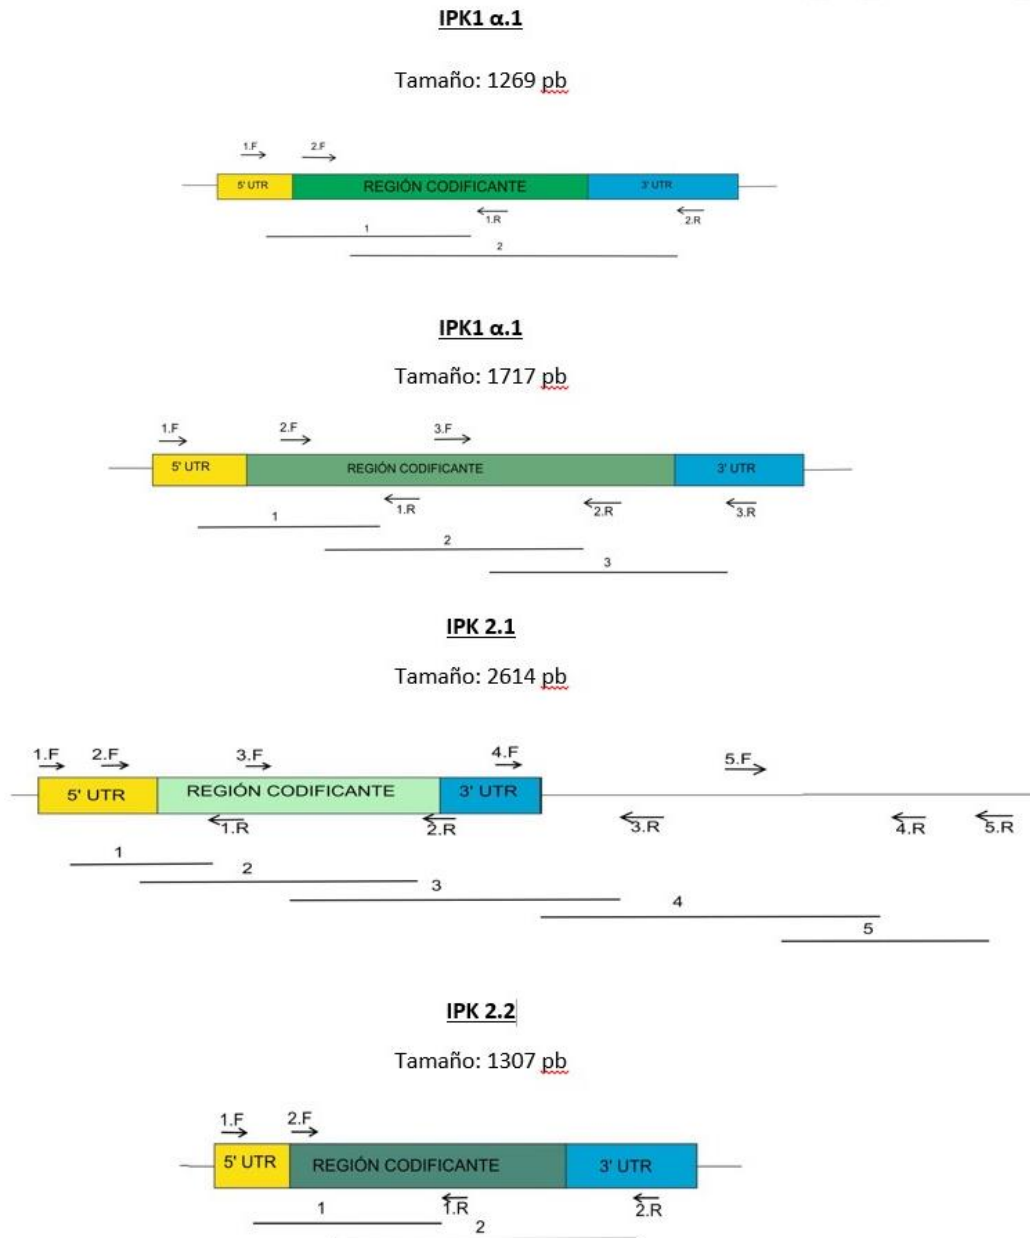 IPK1 α.1
Tamaño: 1269 pb
1.F 2.F
5' UTR REGIÓN CODIFICANTE 3' UTR
1.R 2.R
1
2
IPK1 α.1
Tamaño: 1717 pb
1.F 2.F 3.F
5' UTR REGIÓN CODIFICANTE 3' UTR
1.R 2.R 3.R
1
2
3
IPK 2.1
Tamaño: 2614 pb
1.F 2.F 3.F 4.F 5.F
5' UTR REGIÓN CODIFICANTE 3' UTR
1.R 2.R 3.R 4.R 5.R
1
2
3
4
5
IPK 2.2
Tamaño: 1307 pb
1.F 2.F
5' UTR REGIÓN CODIFICANTE 3' UTR
1.R 2.R
1
2